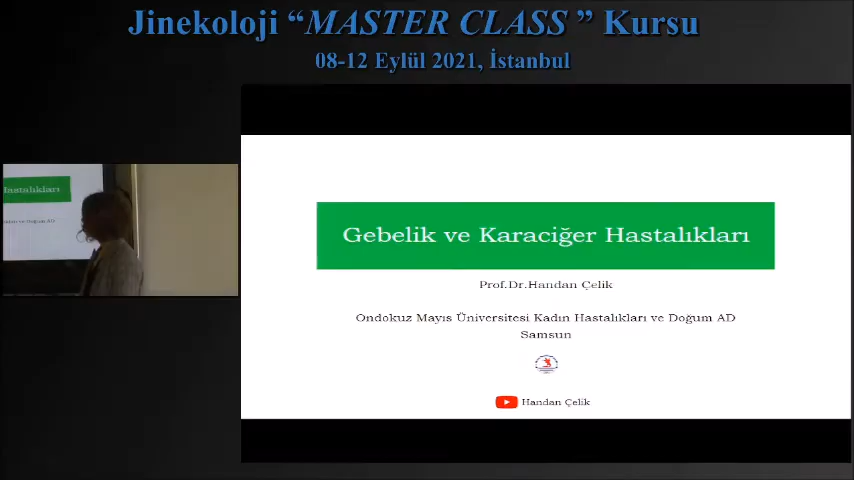 Jinekoloji “MASTER CLASS ” Kursu
08-12 Eylül 2021, İstanbul
Hastalıkları
Gebelik ve Karaciğer Hastalıkları
Prof.Dr.Handan Çelik
Ondokuz Mayıs Üniversitesi Kadın Hastalıkları ve Doğum AD
Samsun
Handan Çelik